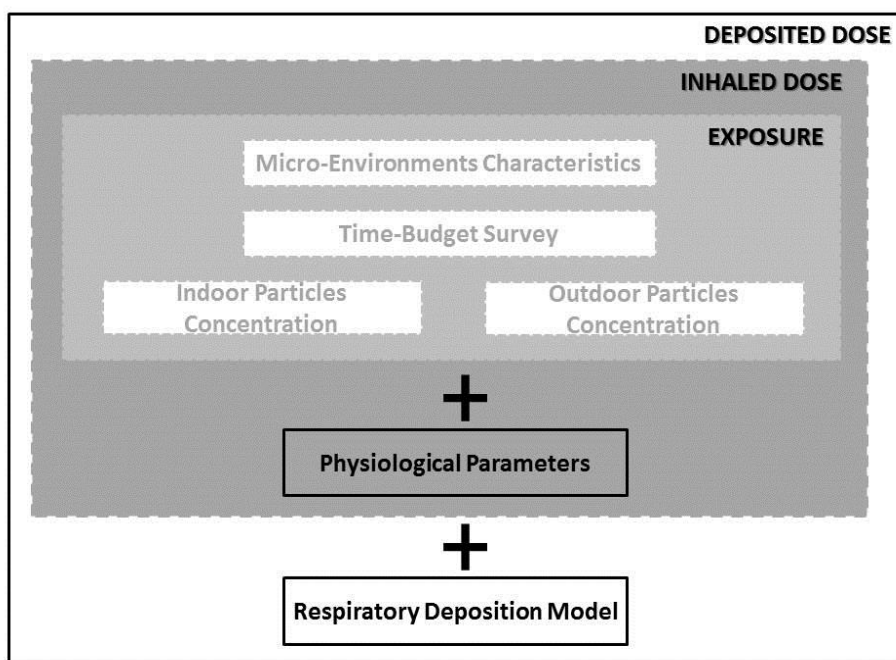 DEPOSITED DOSE
INHALED DOSE
EXPOSURE
Micro-Environments Characteristics
Time-Budget Survey
Indoor Particles
Concentration
Outdoor Particles
Concentration
+
Physiological Parameters
+
Respiratory Deposition Model